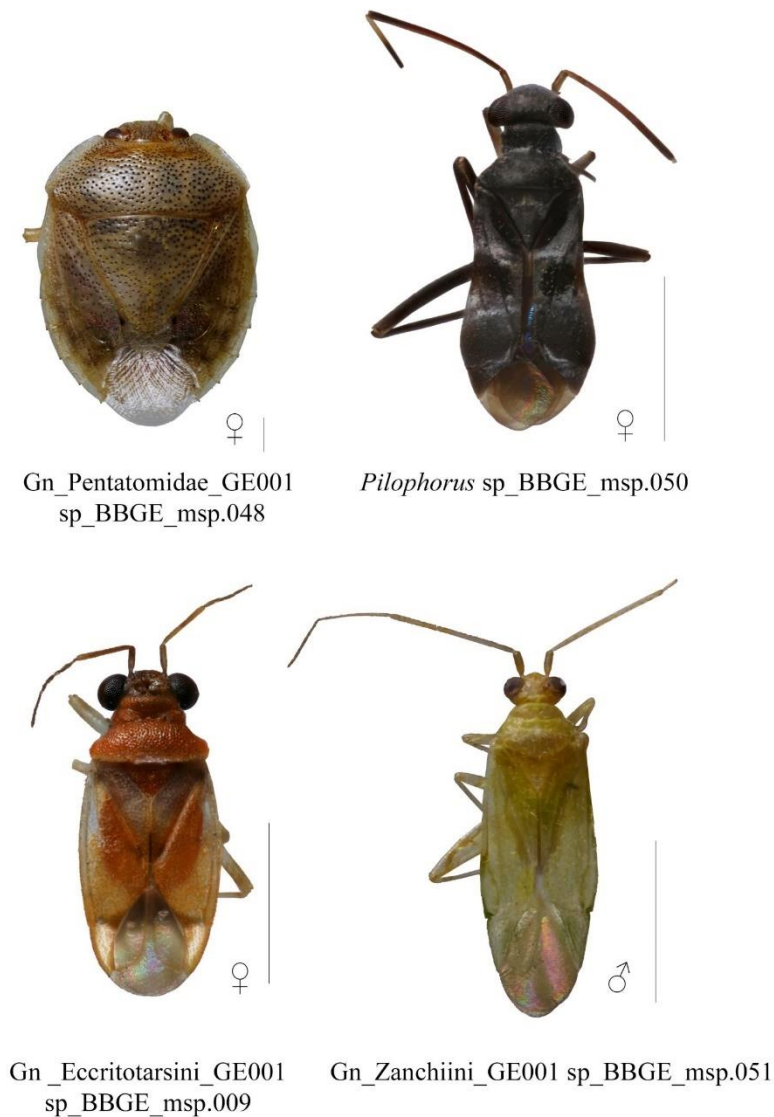 ♀
♀
Gn_Pentatomidae_GE001
sp_BBGE_msp.048
Pilophorus sp_BBGE_msp.050
♀
♂
Gn _Eccritotarsini_GE001
sp_BBGE_msp.009
Gn_Zanchiini_GE001 sp_BBGE_msp.051